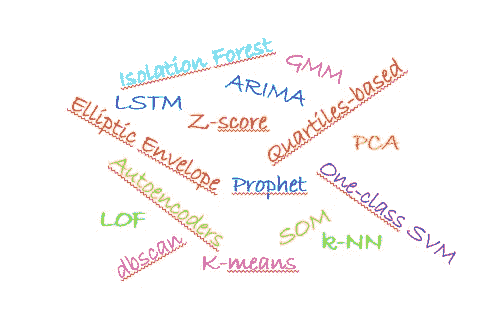 Isolation Forest
GMM
LSTM
ARIMA
Quartiles-based
Elliptic Envelope
Z-score
PCA
Autoencoders
Prophet
One-class SVM
LOF
SOM
k-NN
dbscan
K-means